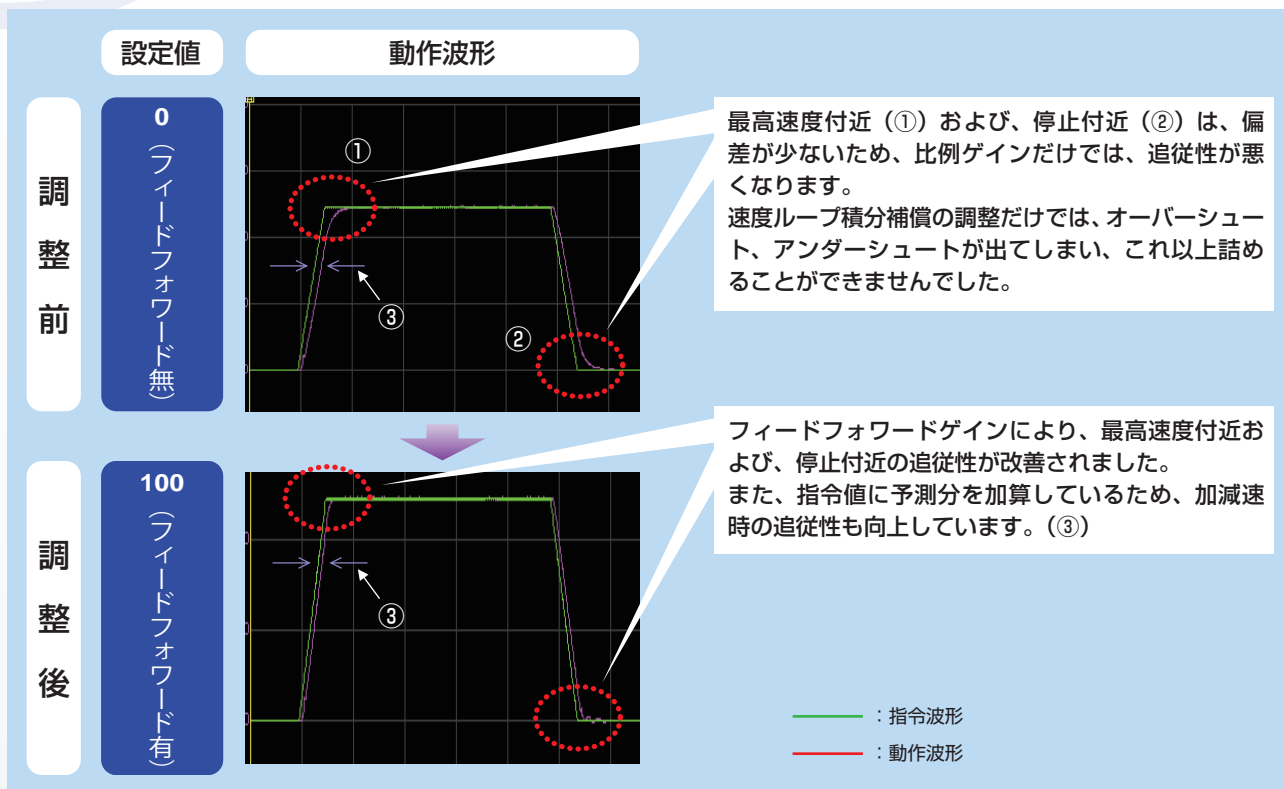 設定値
動作波形
調整前
0(フィードフォワード無)
①
②
③
最高速度付近(①)および、停止付近(②)は、偏
差が少ないため、比例ゲインだけでは、追従性が悪
くなります。
速度ループ積分補償の調整だけでは、オーバーシュー
ト、アンダーシュートが出てしまい、これ以上詰め
ることができませんでした。
調整後
100(フィードフォワード有)
③
フィードフォワードゲインにより、最高速度付近お
よび、停止付近の追従性が改善されました。
また、指令値に予測分を加算しているため、加減速
時の追従性も向上しています。(③)
:指令波形
:動作波形